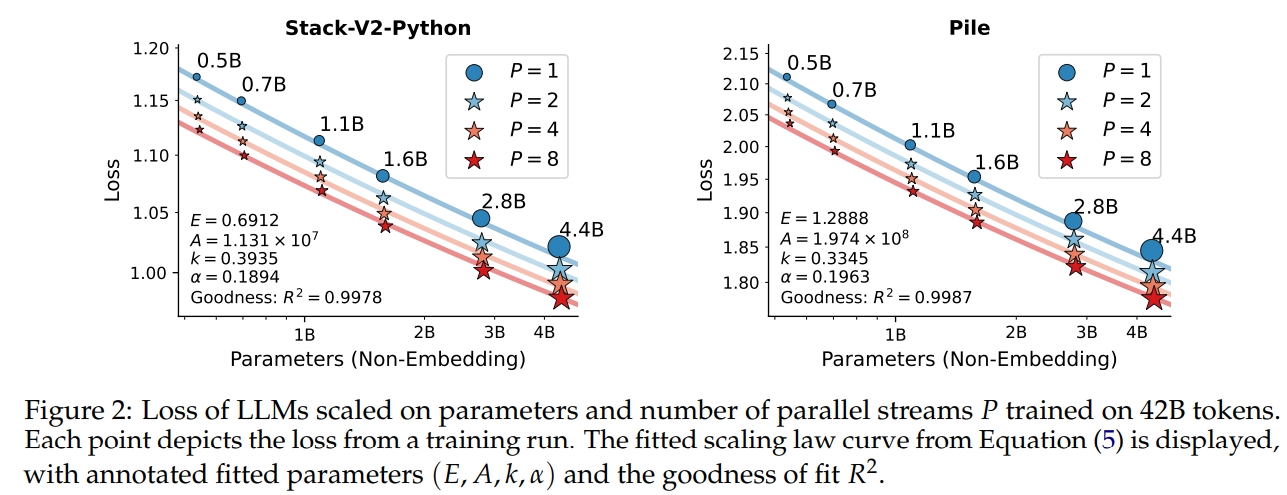 Stack-V2-Python
1.20
1.15
1.10
1.05
1.00
Loss
0.5B
0.7B
1.1B
1.6B
2.8B
4.4B
P = 1
P = 2
P = 4
P = 8
E = 0.6912
A = 1.131 × 10⁷
k = 0.3935
α = 0.1894
Goodness: R² = 0.9978
1B
2B
3B
4B
Parameters (Non-Embedding)
Pile
2.15
2.10
2.05
2.00
1.95
1.90
1.85
1.80
Loss
0.5B
0.7B
1.1B
1.6B
2.8B
4.4B
P = 1
P = 2
P = 4
P = 8
E = 1.2888
A = 1.974 × 10⁸
k = 0.3345
α = 0.1963
Goodness: R² = 0.9987
1B
2B
3B
4B
Parameters (Non-Embedding)
Figure 2: Loss of LLMs scaled on parameters and number of parallel streams P trained on 42B tokens.
Each point depicts the loss from a training run. The fitted scaling law curve from Equation (5) is displayed,
with annotated fitted parameters (E, A, k, α) and the goodness of fit R².